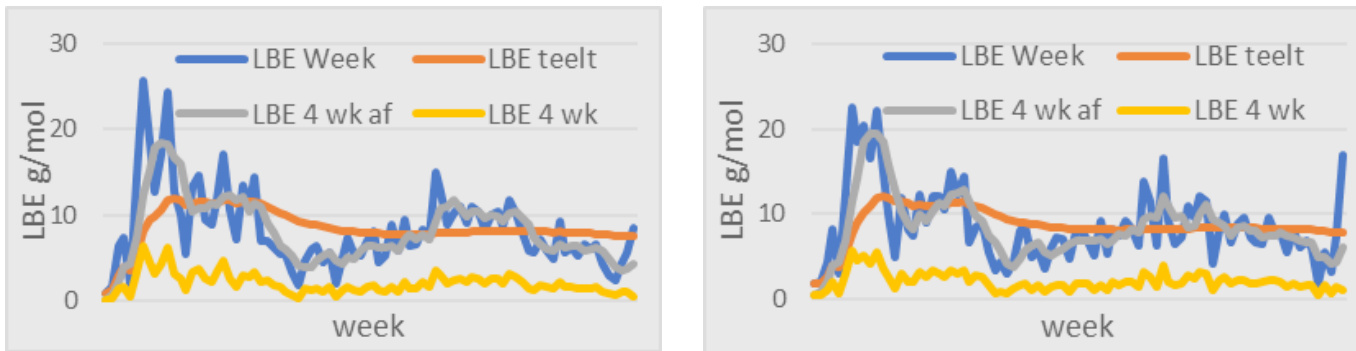 30
20
10
0
LBE g/mol
LBE Week
LBE teelt
LBE 4 wk af
LBE 4 wk
week
30
20
10
0
LBE g/mol
LBE Week
LBE teelt
LBE 4 wk af
LBE 4 wk
week